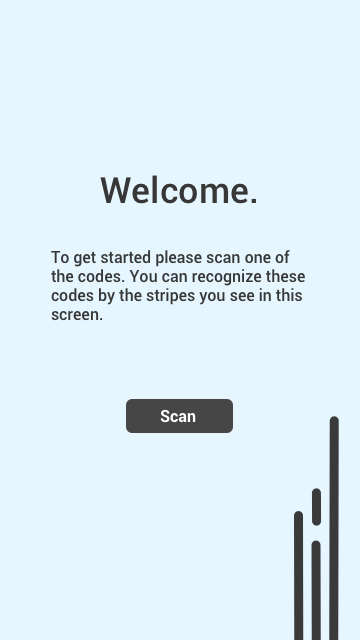 Welcome.
To get started please scan one of
the codes. You can recognize these
codes by the stripes you see in this
screen.
Scan